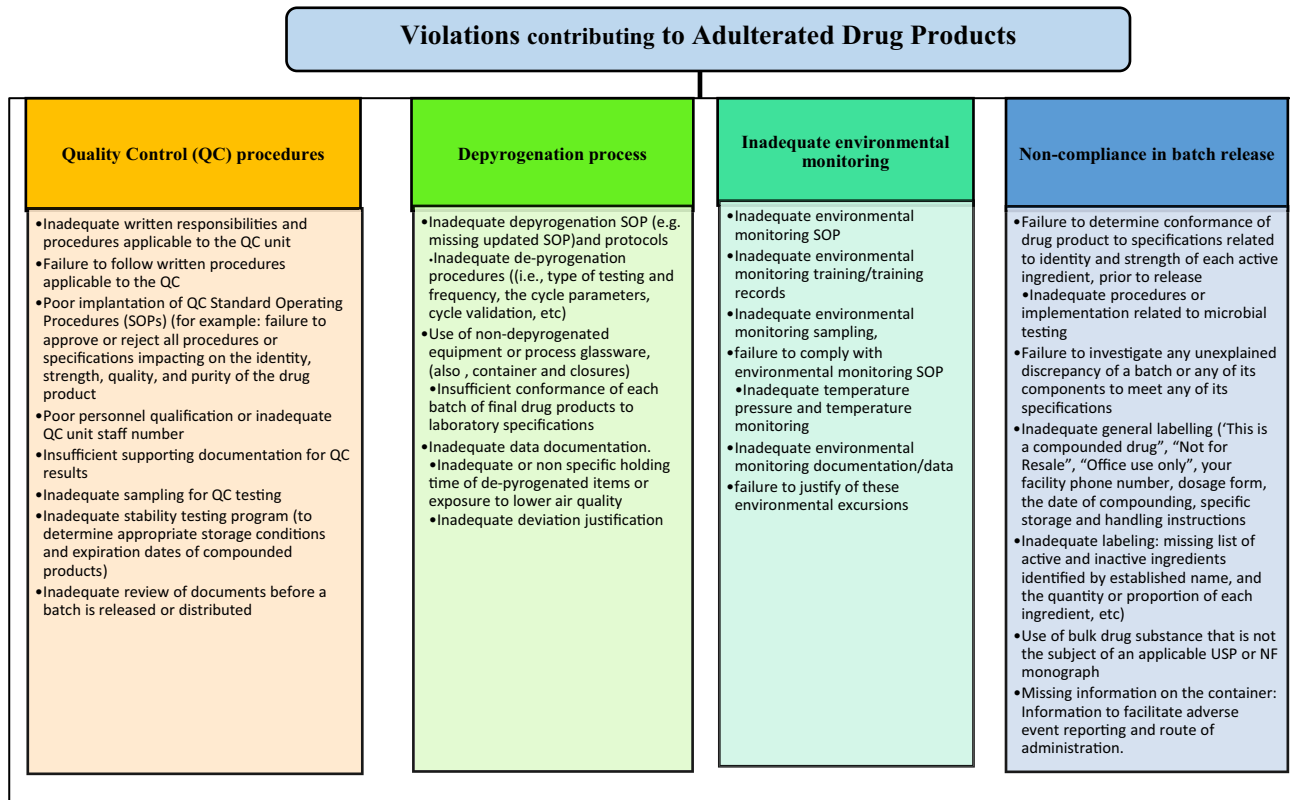 Violations contributing to Adulterated Drug Products
Quality Control (QC) procedures
•Inadequate written responsibilities and
procedures applicable to the QC unit
•Failure to follow written procedures
applicable to the QC
•Poor implantation of QC Standard Operating
Procedures (SOPs) (for example: failure to
approve or reject all procedures or
specifications impacting on the identity,
strength, quality, and purity of the drug
product
•Poor personnel qualification or inadequate
QC unit staff number
•Insufficient supporting documentation for QC
results
•Inadequate sampling for QC testing
•Inadequate stability testing program (to
determine appropriate storage conditions
and expiration dates of compounded
products)
•Inadequate review of documents before a
batch is released or distributed
Depyrogenation process
•Inadequate depyrogenation SOP (e.g.
missing updated SOP)and protocols
•Inadequate de-pyrogenation
procedures ((i.e., type of testing and
frequency, the cycle parameters,
cycle validation, etc)
•Use of non-depyrogenated
equipment or process glassware,
(also , container and closures)
•Insufficient conformance of each
batch of final drug products to
laboratory specifications
•Inadequate data documentation.
•Inadequate or non specific holding
time of de-pyrogenated items or
exposure to lower air quality
•Inadequate deviation justification
Inadequate environmental
monitoring
•Inadequate environmental
monitoring SOP
•Inadequate environmental
monitoring training/training
records
•Inadequate environmental
monitoring sampling,
•failure to comply with
environmental monitoring SOP
•Inadequate temperature
pressure and temperature
monitoring
•Inadequate environmental
monitoring documentation/data
•failure to justify of these
environmental excursions
Non-compliance in batch release
•Failure to determine conformance of
drug product to specifications related
to identity and strength of each active
ingredient, prior to release
•Inadequate procedures or
implementation related to microbial
testing
•Failure to investigate any unexplained
discrepancy of a batch or any of its
components to meet any of its
specifications
•Inadequate general labelling (‘This is
a compounded drug”, “Not for
Resale”, “Office use only”, your
facility phone number, dosage form,
the date of compounding, specific
storage and handling instructions
•Inadequate labeling: missing list of
active and inactive ingredients
identified by established name, and
the quantity or proportion of each
ingredient, etc)
•Use of bulk drug substance that is not
the subject of an applicable USP or NF
monograph
•Missing information on the container:
Information to facilitate adverse
event reporting and route of
administration.